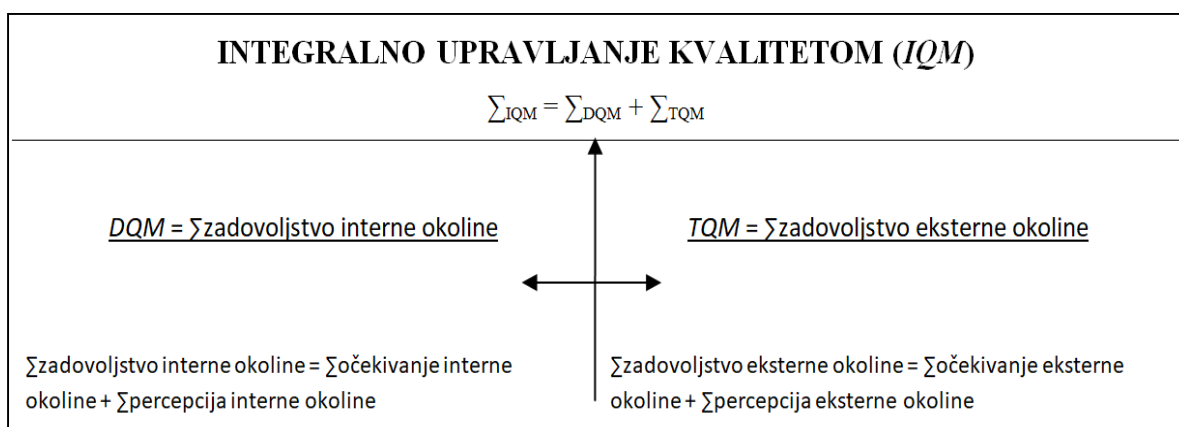 INTEGRALNO UPRAVLJANJE KVALITETOM (IQM)
∑IQM = ∑DQM + ∑TQM
DQM = ∑zadovoljstvo interne okoline
TQM = ∑zadovoljstvo eksterne okoline
∑zadovoljstvo interne okoline = ∑očekivanje interne
okoline + ∑percepcija interne okoline
∑zadovoljstvo eksterne okoline = ∑očekivanje eksterne
okoline + ∑percepcija eksterne okoline